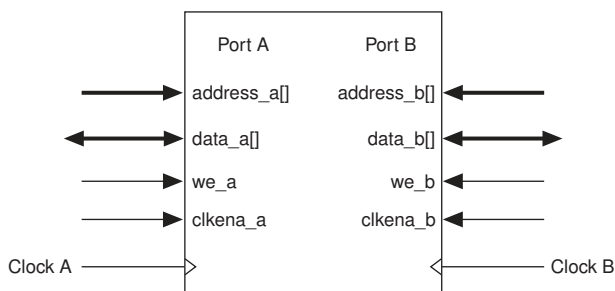 Port A Port B
address_a[] address_b[]
data_a[] data_b[]
we_a we_b
clkena_a clkena_b
Clock A Clock B